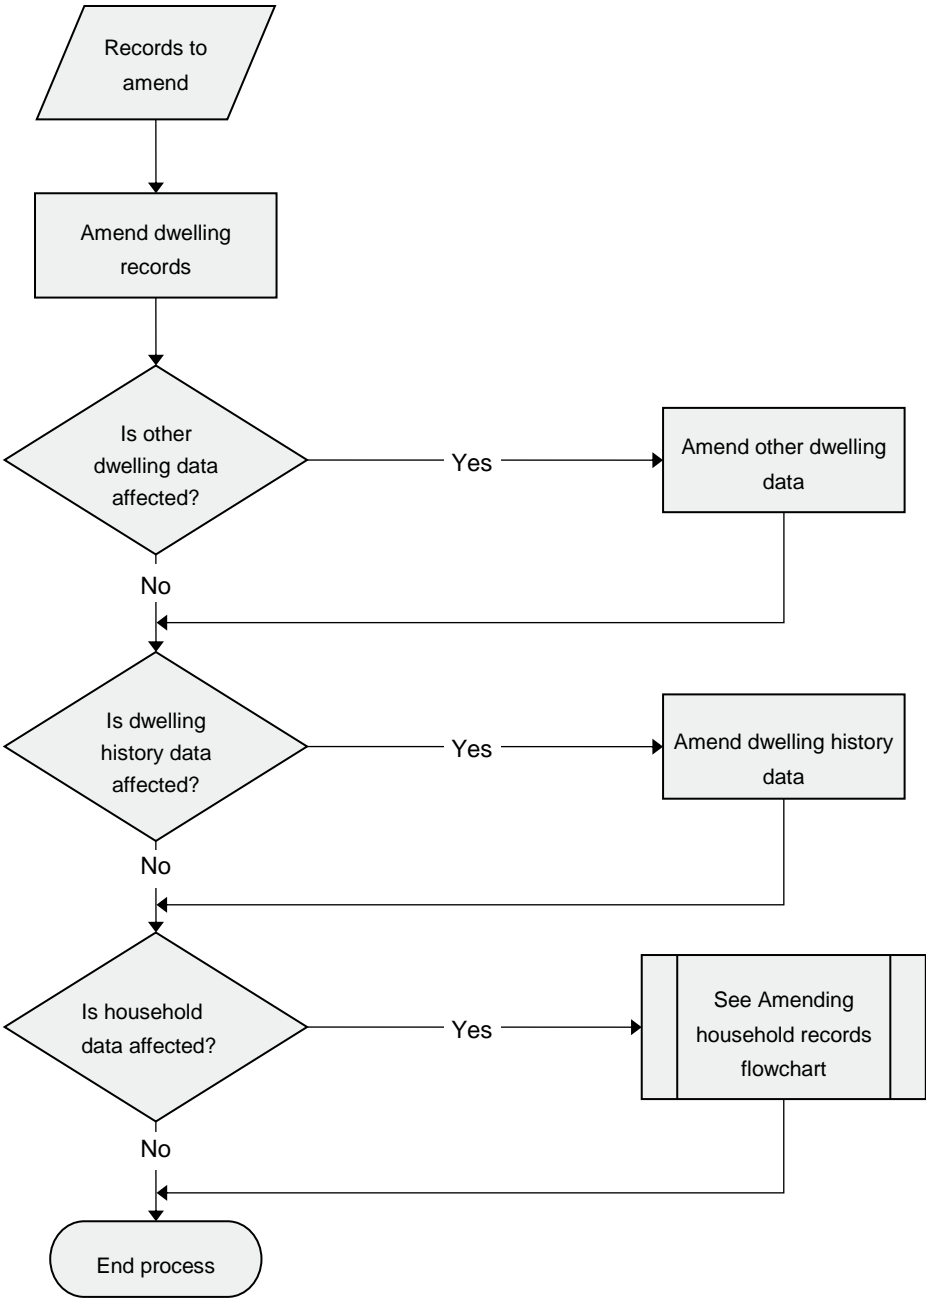 Records to
amend
Amend dwelling
records
Is other
dwelling data
affected?
Yes
Amend other dwelling
data
No
Is dwelling
history data
affected?
Yes
Amend dwelling history
data
No
Is household
data affected?
Yes
See Amending
household records
flowchart
No
End process